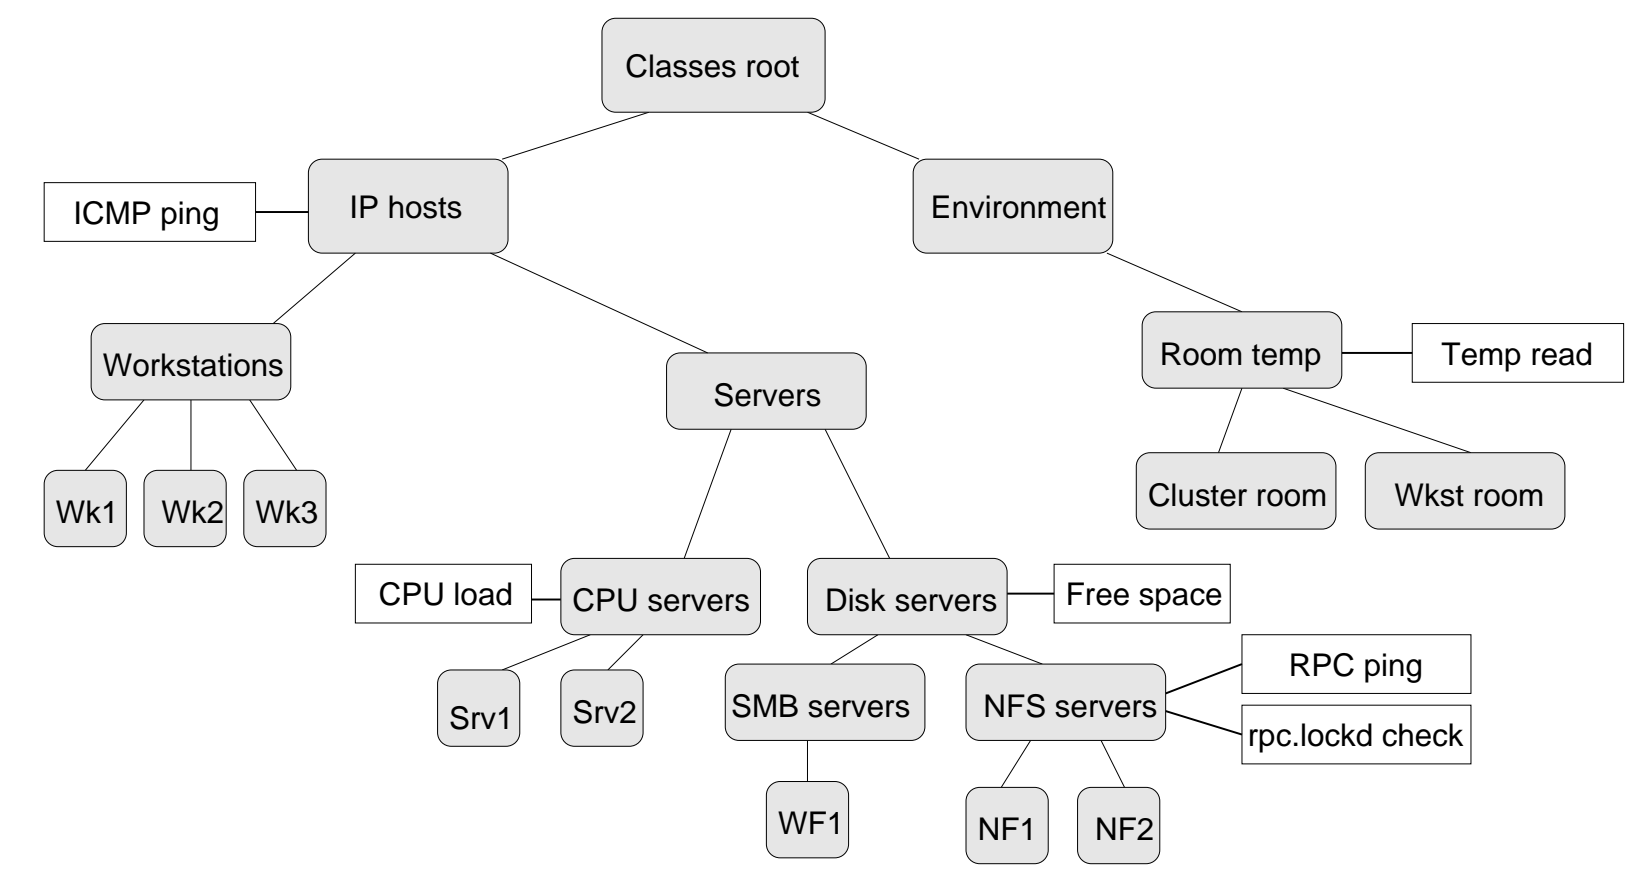 Classes root
ICMP ping
IP hosts
Environment
Workstations
Servers
Room temp
Temp read
Wk1
Wk2
Wk3
Cluster room
Wkst room
CPU load
CPU servers
Disk servers
Free space
Srv1
Srv2
SMB servers
NFS servers
RPC ping
rpc.lockd check
WF1
NF1
NF2